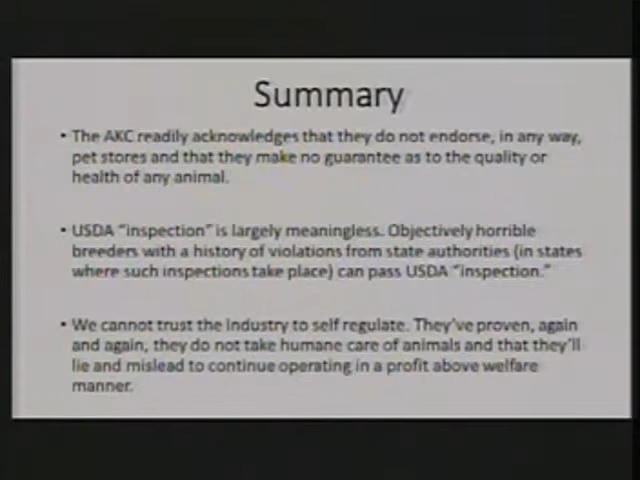 Summary
• The AKC readily acknowledges that they do not endorse, in any way,
pet stores and that they make no guarantee as to the quality or
health of any animal.
• USDA “inspection” is largely meaningless. Objectively horrible
breeders with a history of violations from state authorities (in states
where such inspections take place) can pass USDA “inspection.”
• We cannot trust the industry to self regulate. They’ve proven, again
and again, they do not take humane care of animals and that they’ll
lie and mislead to continue operating in a profit above welfare
manner.